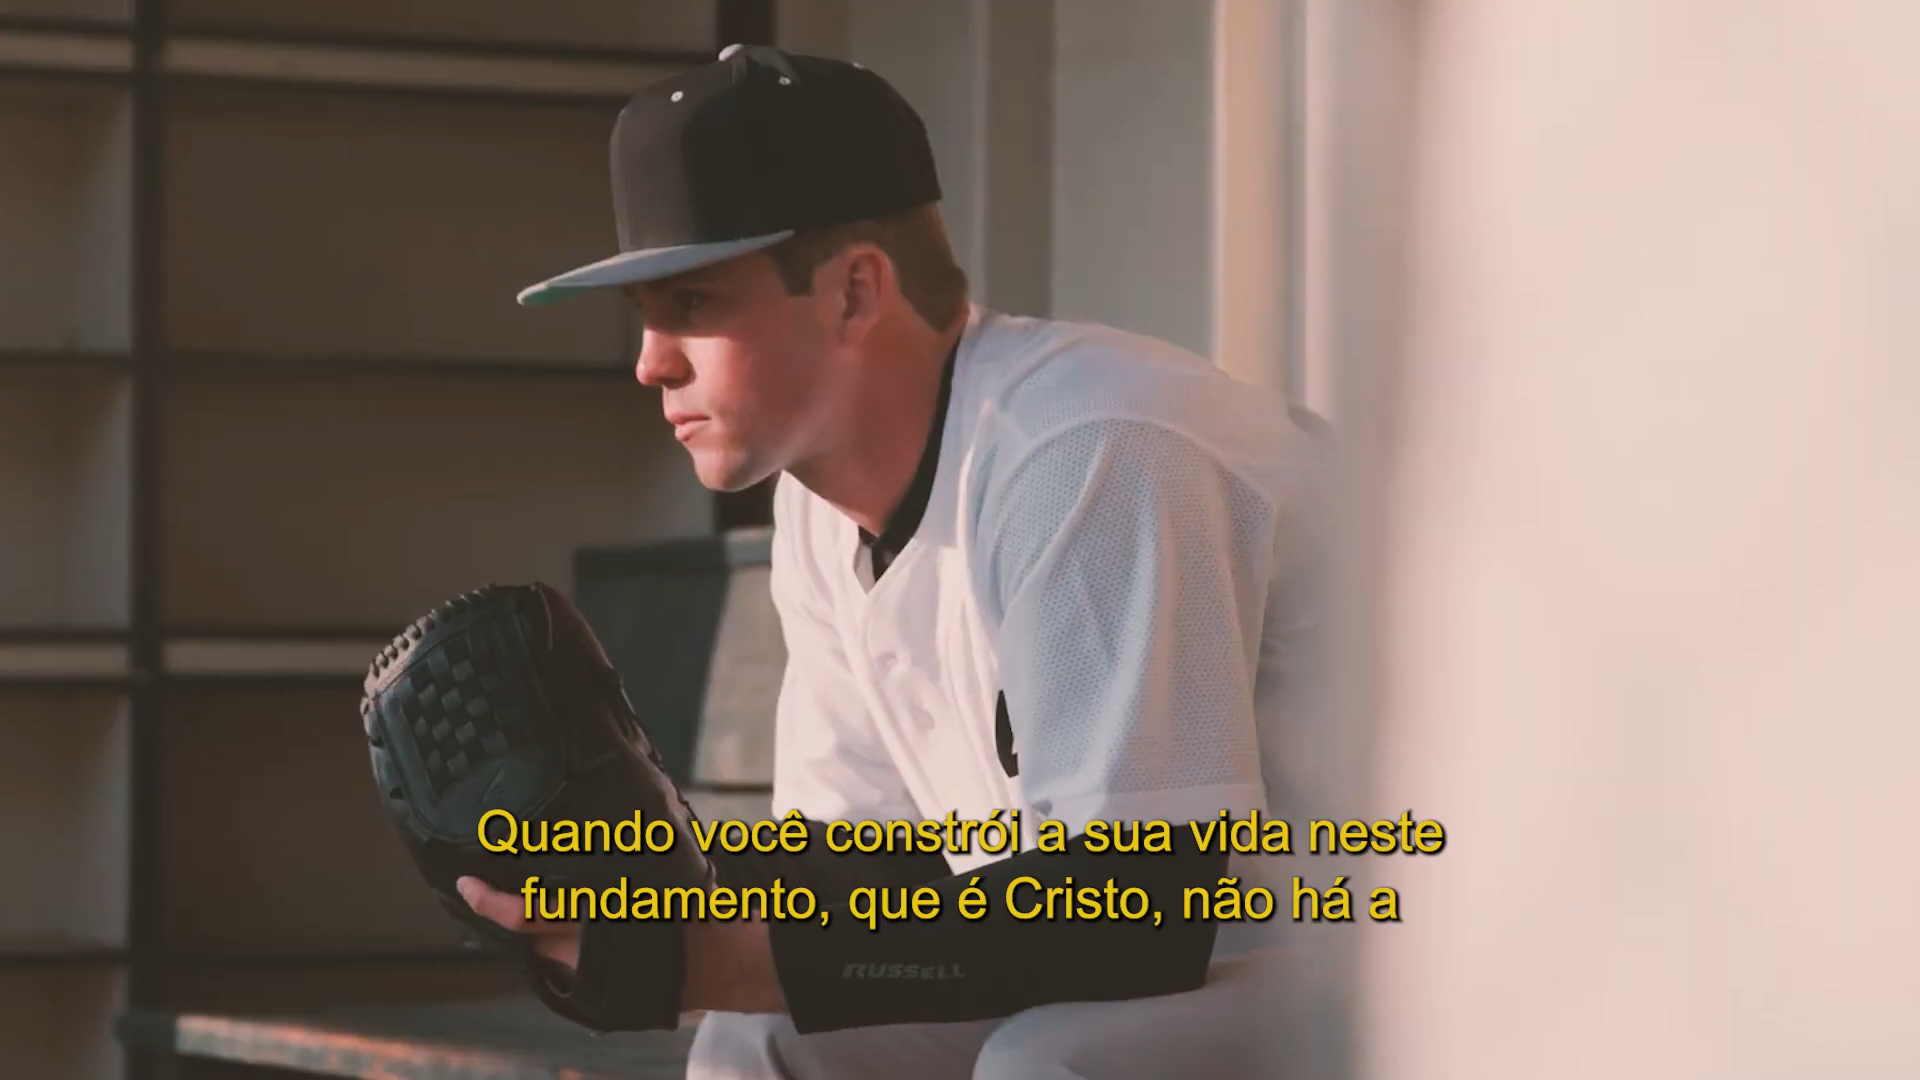 Quando você constrói a sua vida neste
fundamento, que é Cristo, não há a
RUSSELL